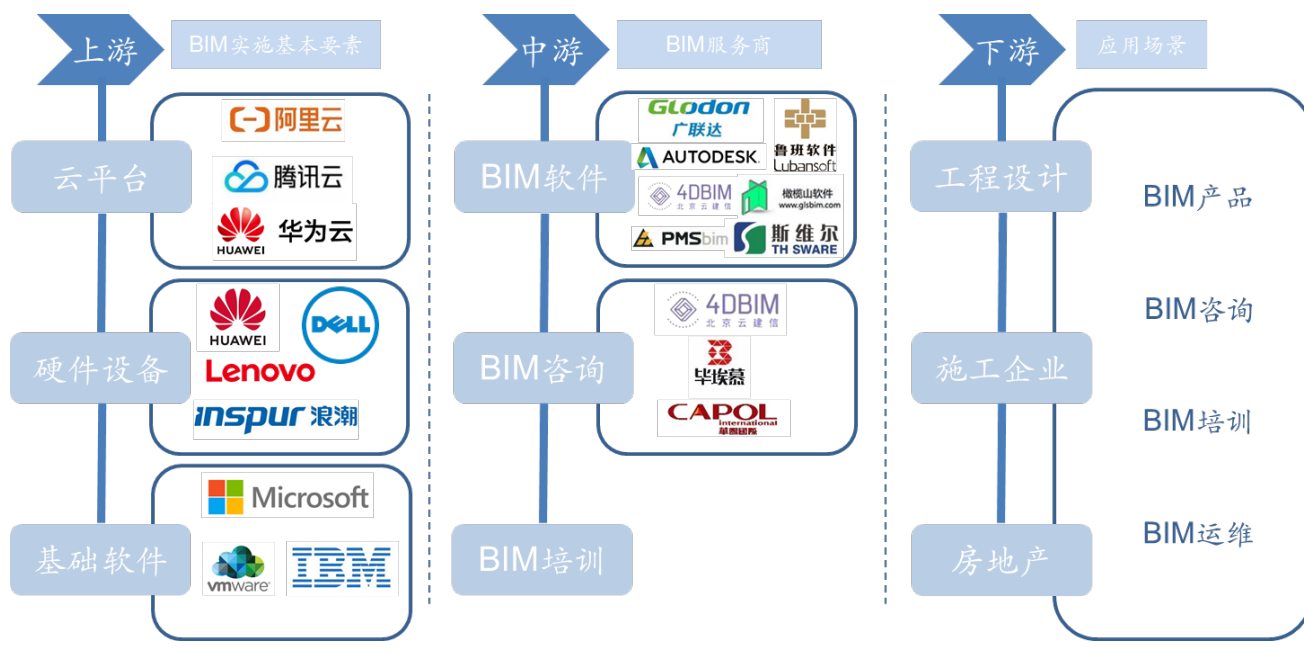 上游
BIM实施基本要素
云平台
阿里云
腾讯云
HUAWEI
华为云
硬件设备
HUAWEI
DELL
Lenovo
inspur 浪潮
基础软件
Microsoft
vmware
IBM
中游
BIM服务商
BIM软件
GLodon
广联达
鲁班软件
Lubansoft
AUTODESK.
4DBIM
北京云建信
橄榄山软件
www.glsbim.com
PMSbim
斯维尔
TH SWARE
BIM咨询
4DBIM
北京云建信
毕埃慕
CAPOL
international
華陽國際
BIM培训
下游
应用场景
工程设计
施工企业
房地产
BIM产品
BIM咨询
BIM培训
BIM运维